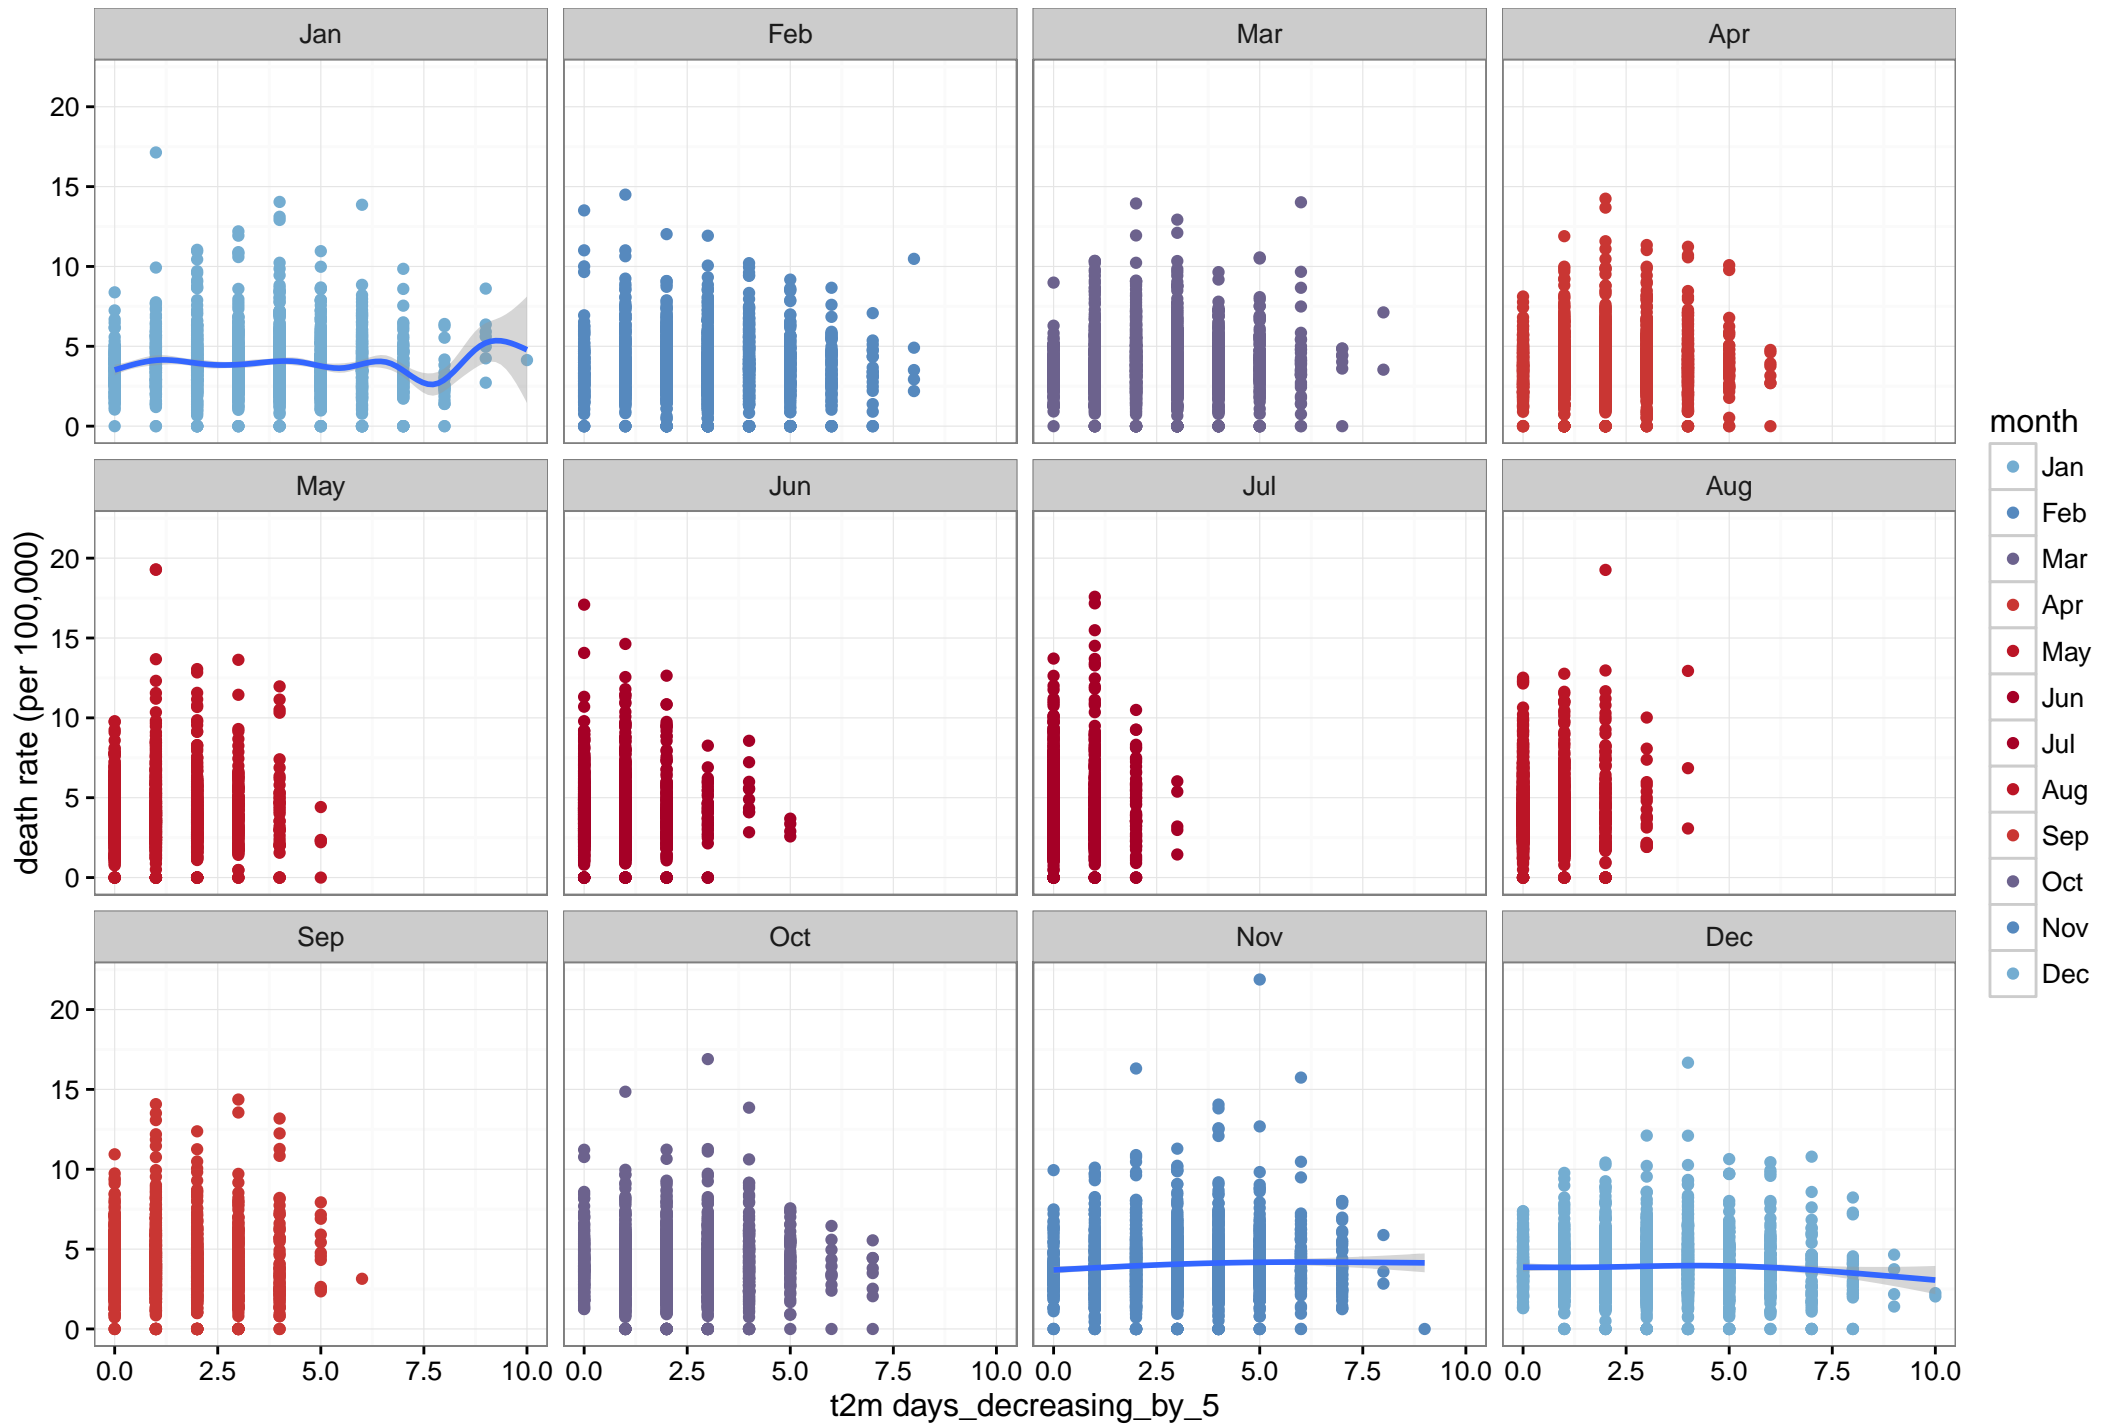 Jan Feb Mar Apr
20
15
10
5
0
May Jun Jul Aug
20
15
10
5
0
Sep Oct Nov Dec
20
15
10
5
0
0.0 2.5 5.0 7.5 10.0 0.0 2.5 5.0 7.5 10.0 0.0 2.5 5.0 7.5 10.0 0.0 2.5 5.0 7.5 10.0
t2m days_decreasing_by_5
death rate (per 100,000)
month
Jan
Feb
Mar
Apr
May
Jun
Jul
Aug
Sep
Oct
Nov
Dec